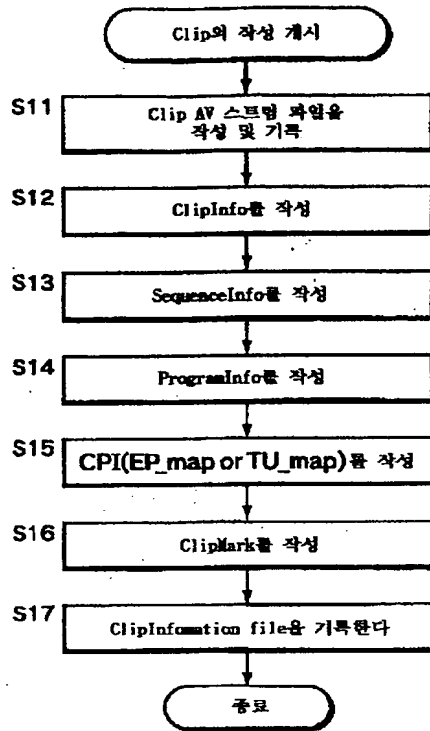 Clip의 작성 개시
S11
Clip AV 스트림 파일을
작성 및 기록
S12
ClipInfo를 작성
S13
SequenceInfo를 작성
S14
ProgramInfo를 작성
S15
CPI(EP_map or TU_map)를 작성
S16
ClipMark를 작성
S17
ClipInfomation file을 기록한다
종료